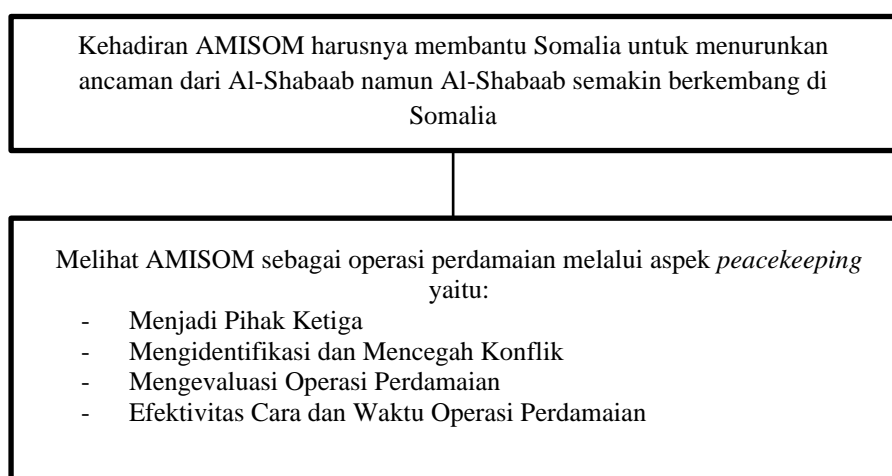 Kehadiran AMISOM harusnya membantu Somalia untuk menurunkan
ancaman dari Al-Shabaab namun Al-Shabaab semakin berkembang di
Somalia
Melihat AMISOM sebagai operasi perdamaian melalui aspek peacekeeping
yaitu:
- Menjadi Pihak Ketiga
- Mengidentifikasi dan Mencegah Konflik
- Mengevaluasi Operasi Perdamaian
- Efektivitas Cara dan Waktu Operasi Perdamaian